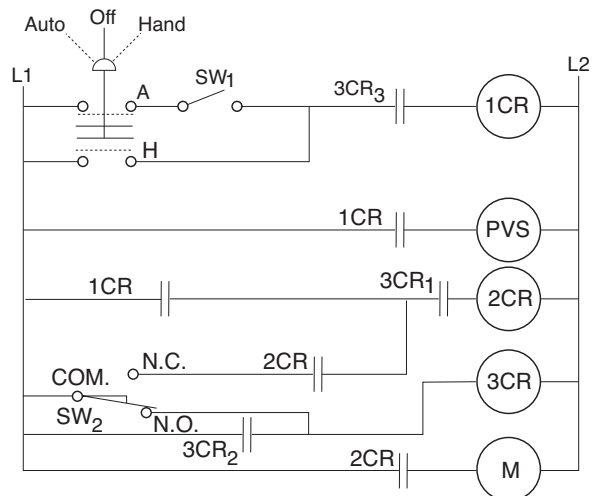 Off
Auto Hand
L1 L2
A SW1 3CR3 1CR
H
1CR PVS
1CR 3CR1 2CR
N.C. 2CR
COM. 3CR
SW2 N.O.
3CR2 2CR M